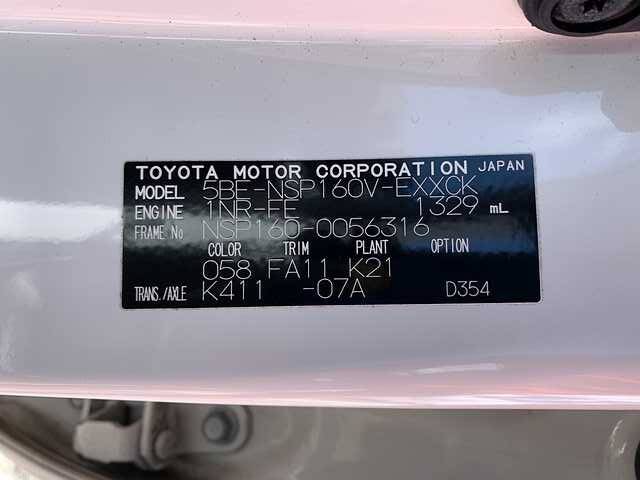 TOYOTA MOTOR CORPORATION JAPAN
MODEL 5BE-NSP160V-EXXCK
ENGINE 1NR-FE 1329 mL
FRAME No NSP160-0056316
COLOR TRIM PLANT OPTION
058 FA11 K21
TRANS./AXLE K411 -07A D354